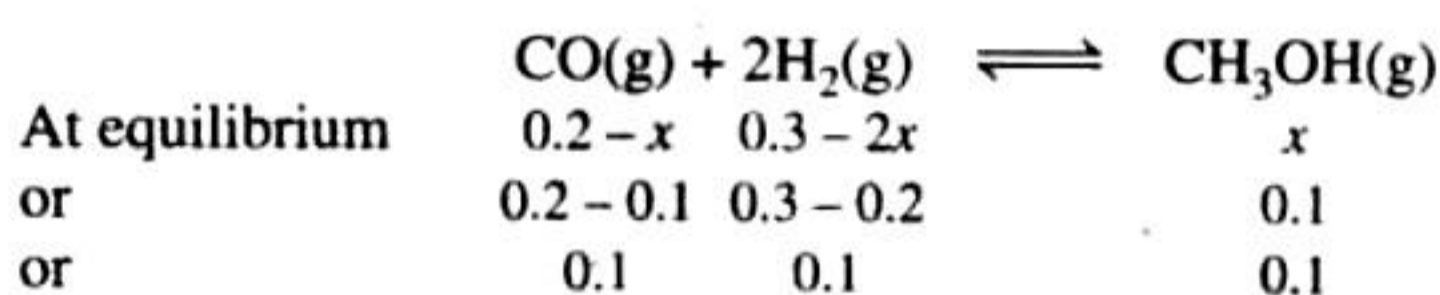 CO(g) + 2H₂(g) ⇌ CH₃OH(g)
At equilibrium 0.2 – x 0.3 – 2x x
or 0.2 – 0.1 0.3 – 0.2 0.1
or 0.1 0.1 0.1